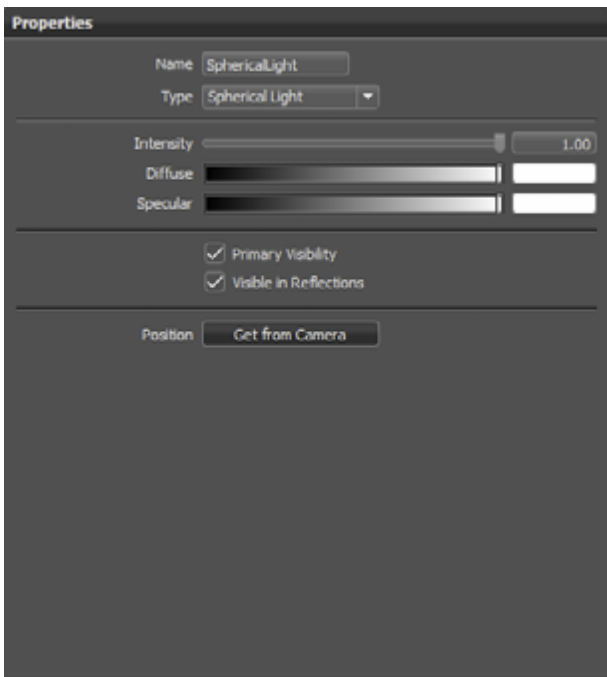 Properties
Name SphericalLight
Type Spherical Light
Intensity 1.00
Diffuse
Specular
Primary Visibility
Visible in Reflections
Position Get from Camera